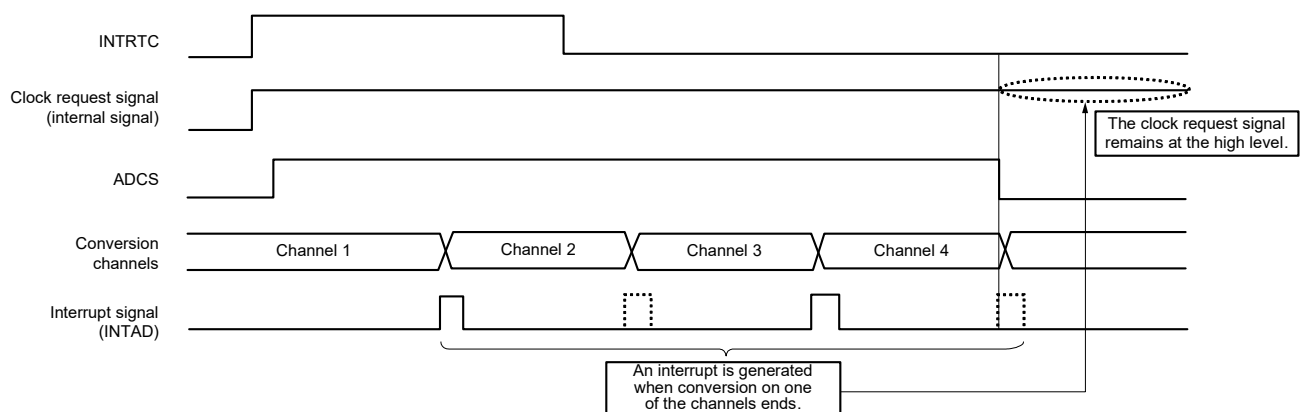 INTRTC
Clock request signal
(internal signal)
The clock request signal
remains at the high level.
ADCS
Conversion
channels
Channel 1
Channel 2
Channel 3
Channel 4
Interrupt signal
(INTAD)
An interrupt is generated
when conversion on one
of the channels ends.